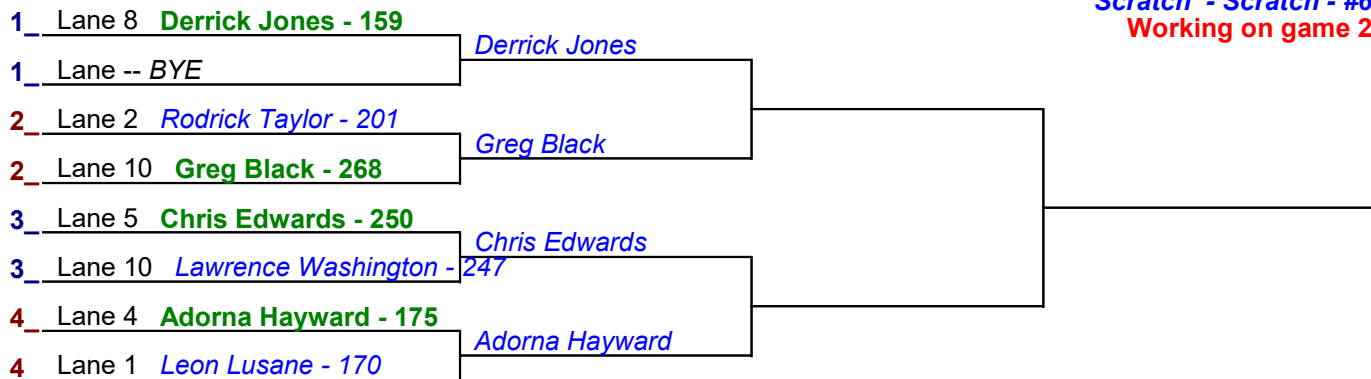 Scratch - Scratch - #6
Working on game 2
1_ Lane 8 Derrick Jones - 159
Derrick Jones
1_ Lane -- BYE
2_ Lane 2 Rodrick Taylor - 201
Greg Black
2_ Lane 10 Greg Black - 268
3_ Lane 5 Chris Edwards - 250
Chris Edwards
3_ Lane 10 Lawrence Washington - 247
4_ Lane 4 Adorna Hayward - 175
Adorna Hayward
4 Lane 1 Leon Lusane - 170